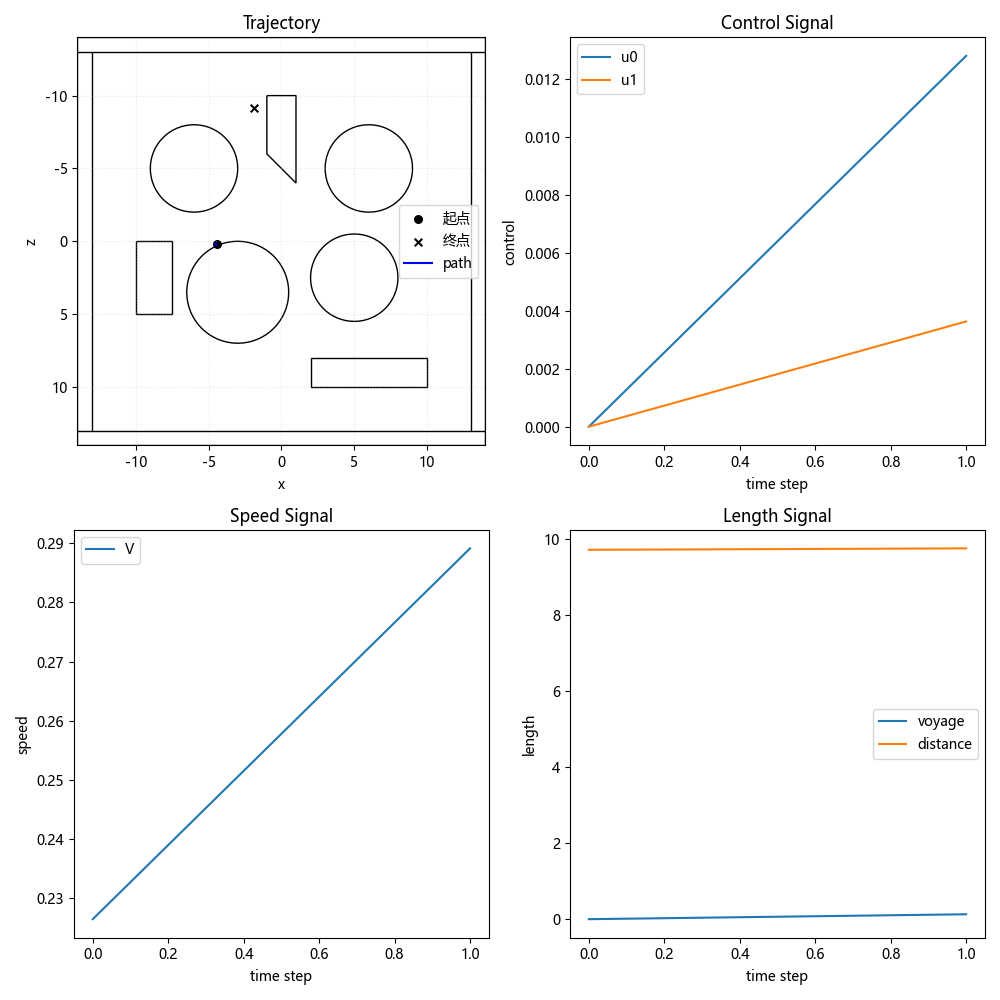 Trajectory
-10
-5
0
5
10
z
-10
-5
0
5
10
x
起点
终点
path
Control Signal
u0
u1
0.012
0.010
0.008
0.006
0.004
0.002
0.000
control
0.0
0.2
0.4
0.6
0.8
1.0
time step
Speed Signal
V
0.29
0.28
0.27
0.26
0.25
0.24
0.23
speed
0.0
0.2
0.4
0.6
0.8
1.0
time step
Length Signal
10
8
6
4
2
0
length
voyage
distance
0.0
0.2
0.4
0.6
0.8
1.0
time step